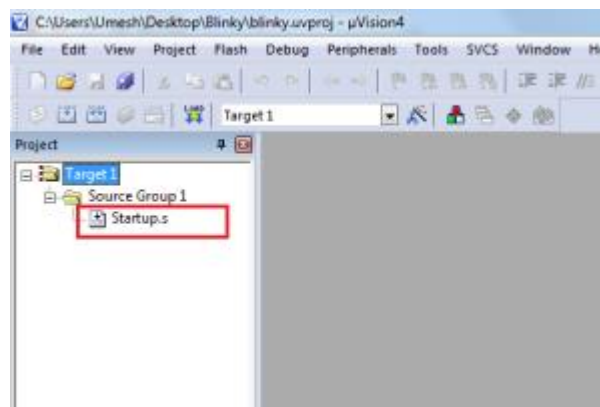 C:\Users\Umesh\Desktop\Blinky\blinky.uvproj - µVision4
File Edit View Project Flash Debug Peripherals Tools SVCS Window
Target 1
Project
Target 1
Source Group 1
Startup.s